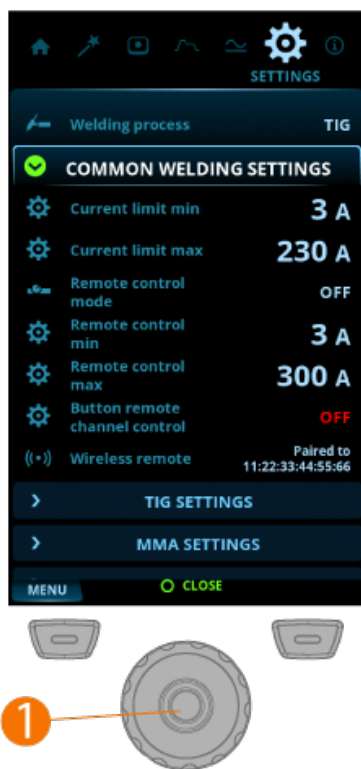 SETTINGS
Welding process TIG
COMMON WELDING SETTINGS
Current limit min 3 A
Current limit max 230 A
Remote control
mode OFF
Remote control
min 3 A
Remote control
max 300 A
Button remote
channel control OFF
Wireless remote Paired to
11:22:33:44:55:66
TIG SETTINGS
MMA SETTINGS
MENU CLOSE
1